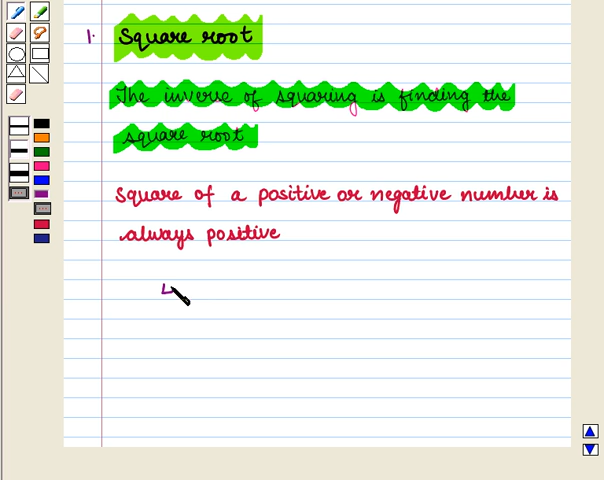 1. Square root
The inverse of squaring is finding the
square root
Square of a positive or negative number is
always positive